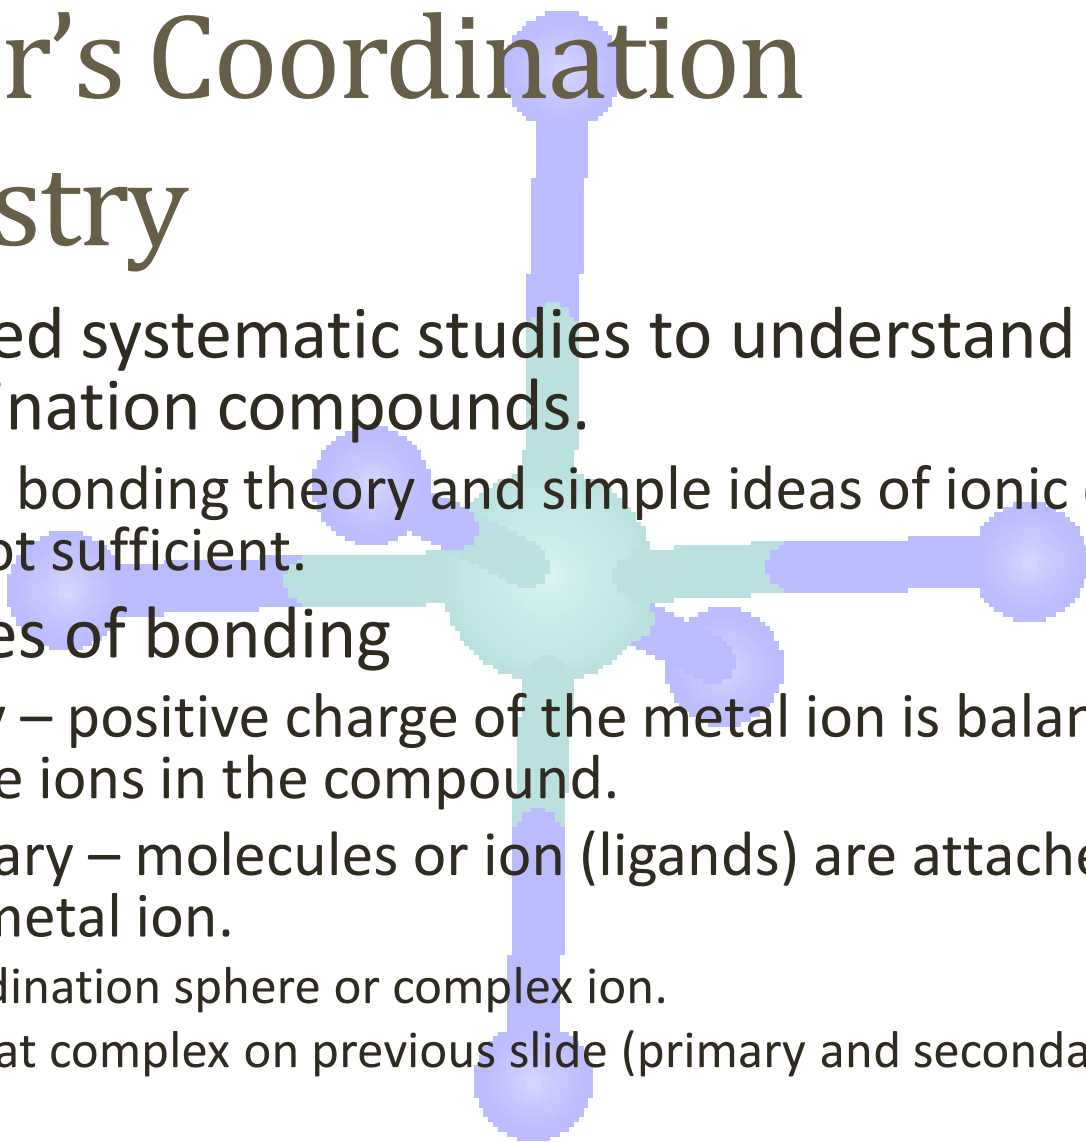 r’s Coordination
stry
ed systematic studies to understand
ination compounds.
bonding theory and simple ideas of ionic
ot sufficient.
es of bonding
– positive charge of the metal ion is balan
e ions in the compound.
ary – molecules or ion (ligands) are attache
metal ion.
dination sphere or complex ion.
at complex on previous slide (primary and seconda